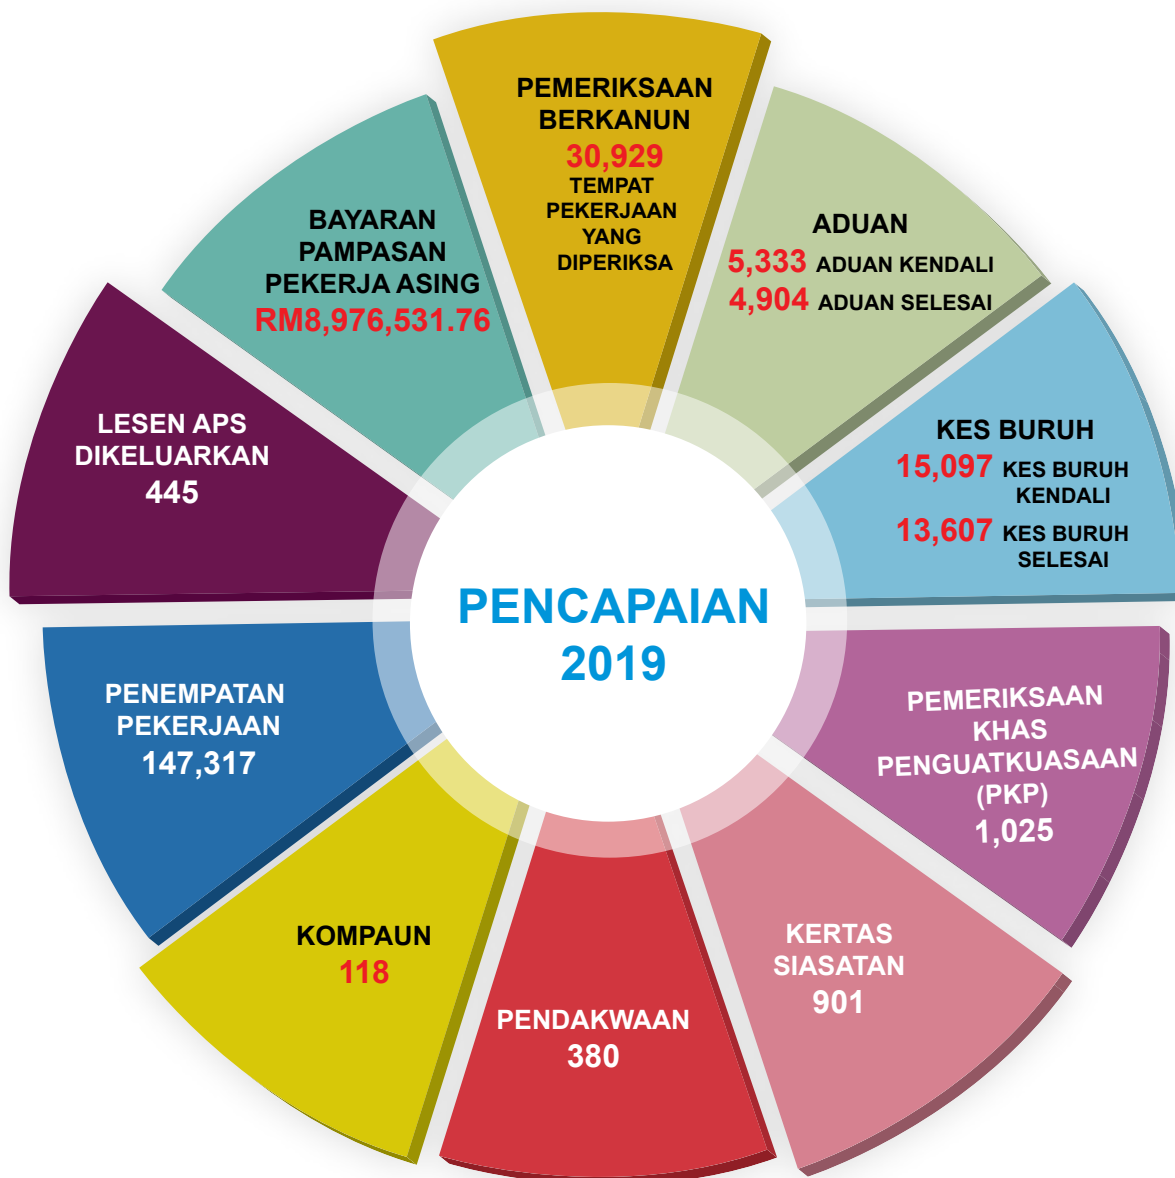 PEMERIKSAAN
BERKANUN
30,929
TEMPAT
PEKERJAAN
YANG
DIPERIKSA
ADUAN
5,333 ADUAN KENDALI
4,904 ADUAN SELESAI
KES BURUH
15,097 KES BURUH
KENDALI
13,607 KES BURUH
SELESAI
PEMERIKSAAN
KHAS
PENGUATKUASAAN
(PKP)
1,025
KERTAS
SIASATAN
901
PENDAKWAAN
380
KOMPAUN
118
PENEMPATAN
PEKERJAAN
147,317
LESEN APS
DIKELUARKAN
445
BAYARAN
PAMPASAN
PEKERJA ASING
RM8,976,531.76
PENCAPAIAN
2019